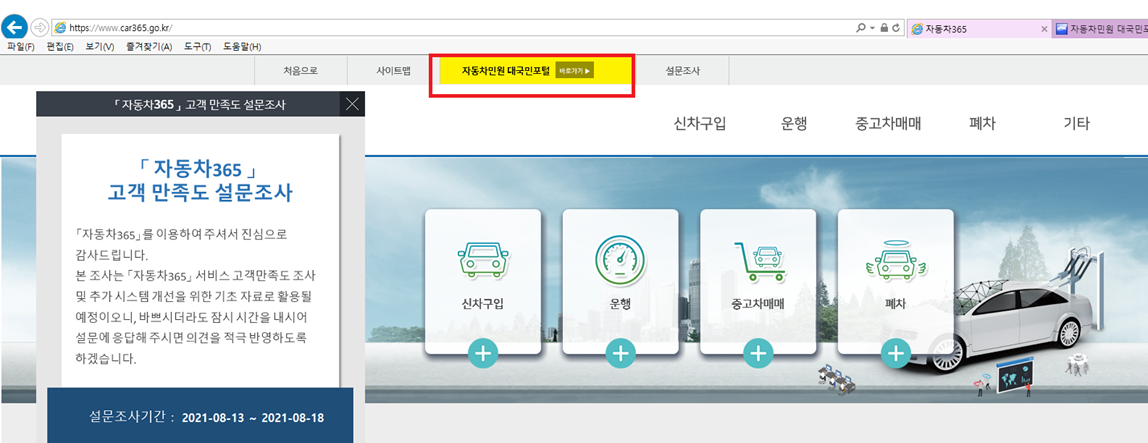 https://www.car365.go.kr/
자동차365
자동차민원 대국민포
파일(F) 편집(E) 보기(V) 즐겨찾기(A) 도구(T) 도움말(H)
처음으로 사이트맵 자동차민원 대국민포털 바로가기 ▶ 설문조사
「자동차365」 고객 만족도 설문조사
신차구입 운행 중고차매매 폐차 기타
「 자동차365 」
고객 만족도 설문조사
「자동차365」를 이용하여 주셔서 진심으로
감사드립니다.
본 조사는 「자동차365」 서비스 고객만족도 조사
및 추가 시스템 개선을 위한 기초 자료로 활용될
예정이오니, 바쁘시더라도 잠시 시간을 내시어
설문에 응답해 주시면 의견을 적극 반영하도록
하겠습니다.
설문조사기간 : 2021-08-13 ~ 2021-08-18
신차구입
운행
중고차매매
폐차